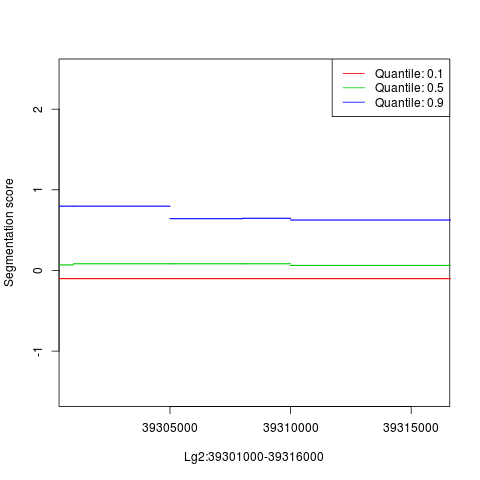 Quantile: 0.1
Quantile: 0.5
Quantile: 0.9
Segmentation score
2
1
0
-1
39305000 39310000 39315000
Lg2:39301000-39316000